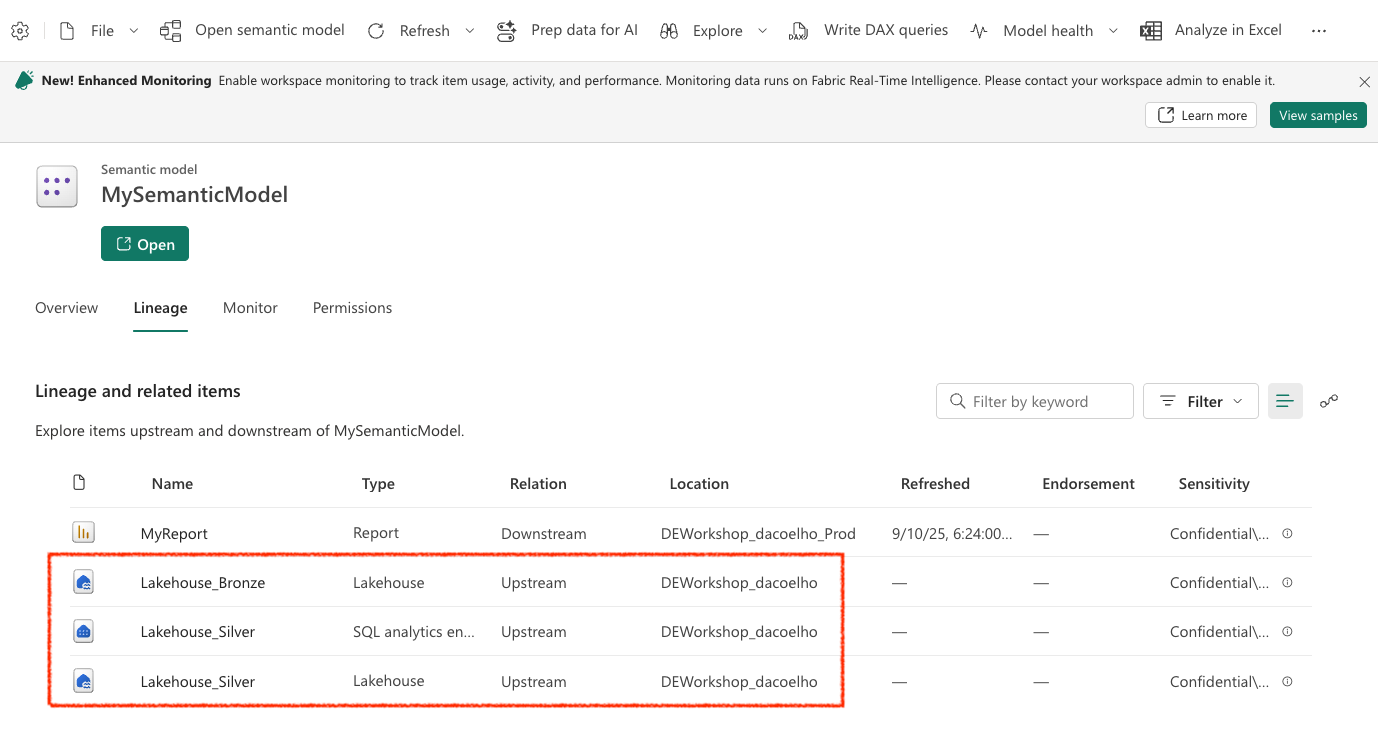 File Open semantic model Refresh Prep data for AI Explore Write DAX queries Model health Analyze in Excel ...
New! Enhanced Monitoring Enable workspace monitoring to track item usage, activity, and performance. Monitoring data runs on Fabric Real-Time Intelligence. Please contact your workspace admin to enable it.
Learn more View samples
Semantic model
MySemanticModel
Open
Overview Lineage Monitor Permissions
Lineage and related items
Filter by keyword Filter
Explore items upstream and downstream of MySemanticModel.
Name Type Relation Location Refreshed Endorsement Sensitivity
MyReport Report Downstream DEWorkshop_dacoelho_Prod 9/10/25, 6:24:00... — Confidential\...
Lakehouse_Bronze Lakehouse Upstream DEWorkshop_dacoelho — — Confidential\...
Lakehouse_Silver SQL analytics en... Upstream DEWorkshop_dacoelho — — Confidential\...
Lakehouse_Silver Lakehouse Upstream DEWorkshop_dacoelho — — Confidential\...